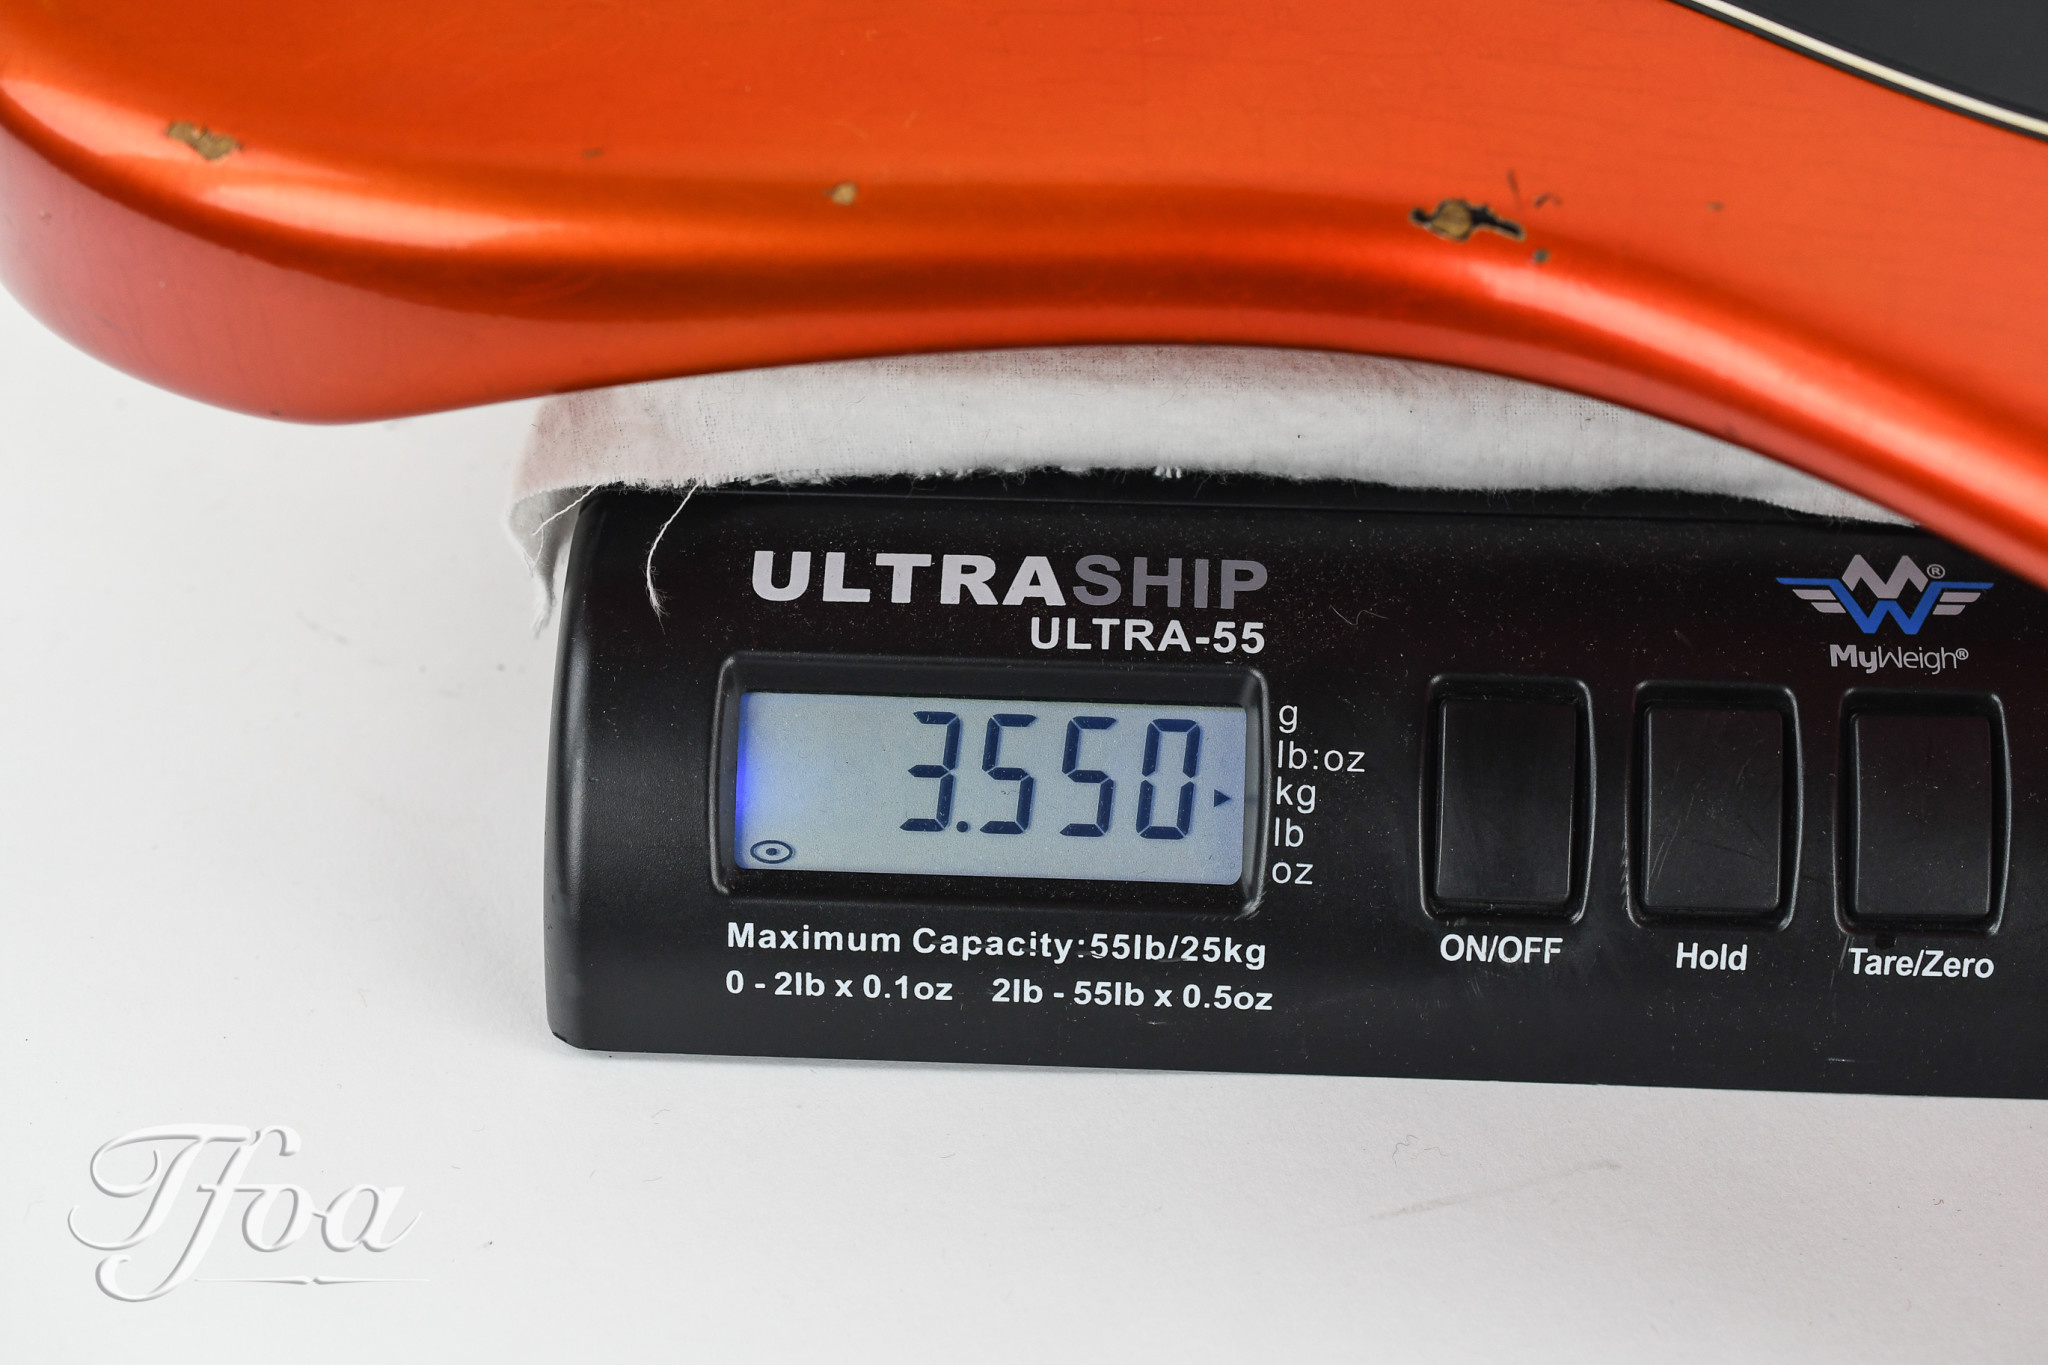 ULTRASHIP
ULTRA-55
MW®
MyWeigh®
3.550
g
lb:oz
kg
lb
oz
ON/OFF
Hold
Tare/Zero
Maximum Capacity:55lb/25kg
0 - 2lb x 0.1oz 2lb - 55lb x 0.5oz
Tfoa